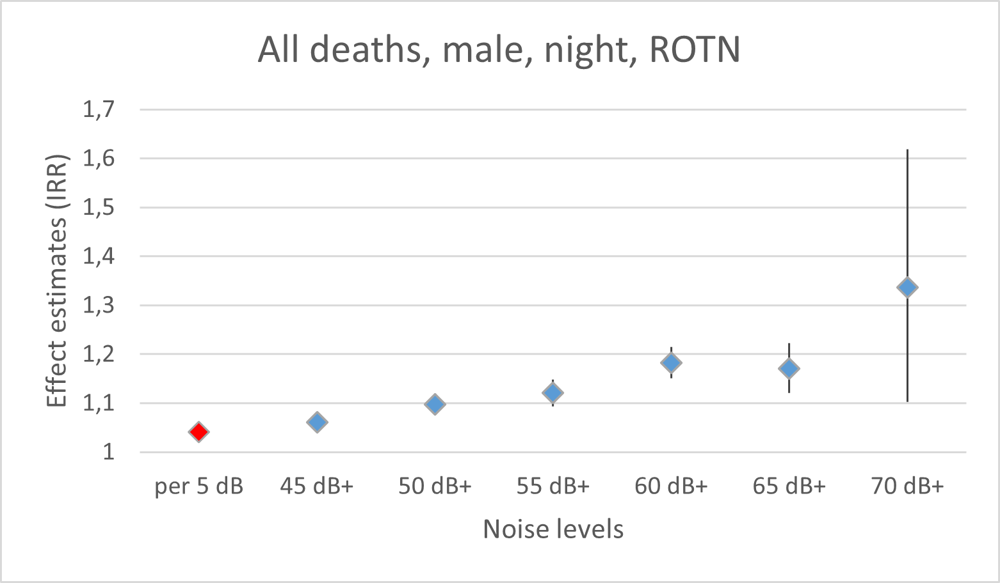 All deaths, male, night, ROTN
Effect estimates (IRR)
1,7
1,6
1,5
1,4
1,3
1,2
1,1
1
per 5 dB 45 dB+ 50 dB+ 55 dB+ 60 dB+ 65 dB+ 70 dB+
Noise levels